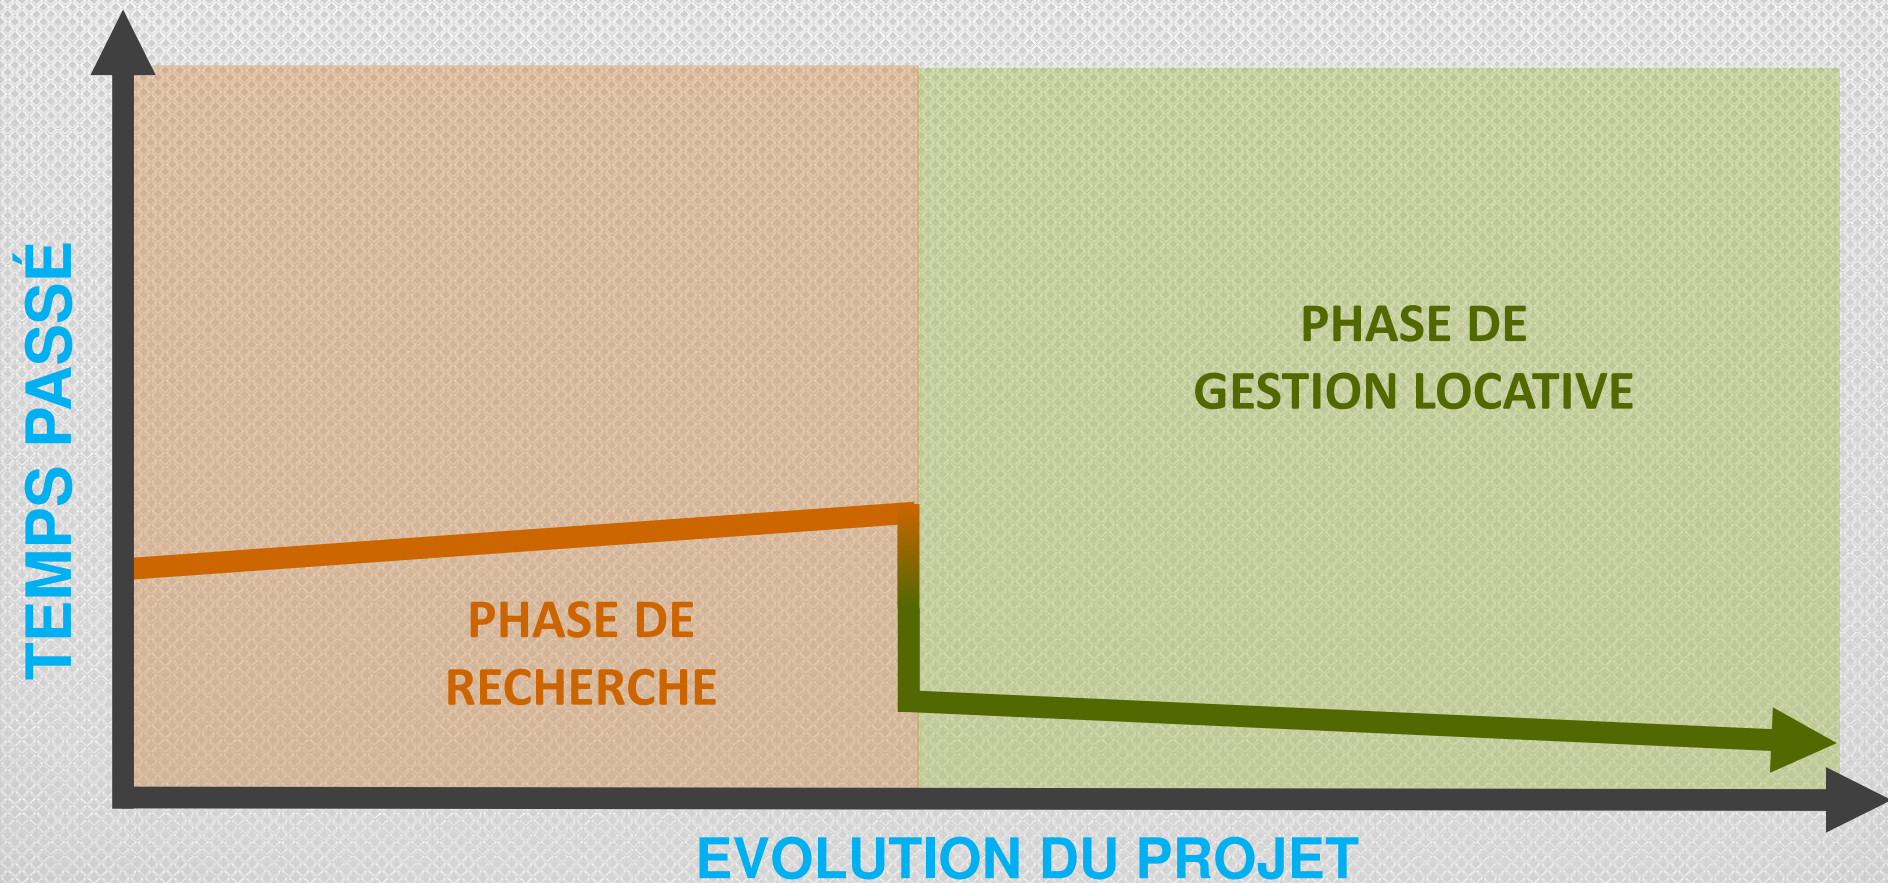 TEMPS PASSÉ
PHASE DE
GESTION LOCATIVE
PHASE DE
RECHERCHE
EVOLUTION DU PROJET